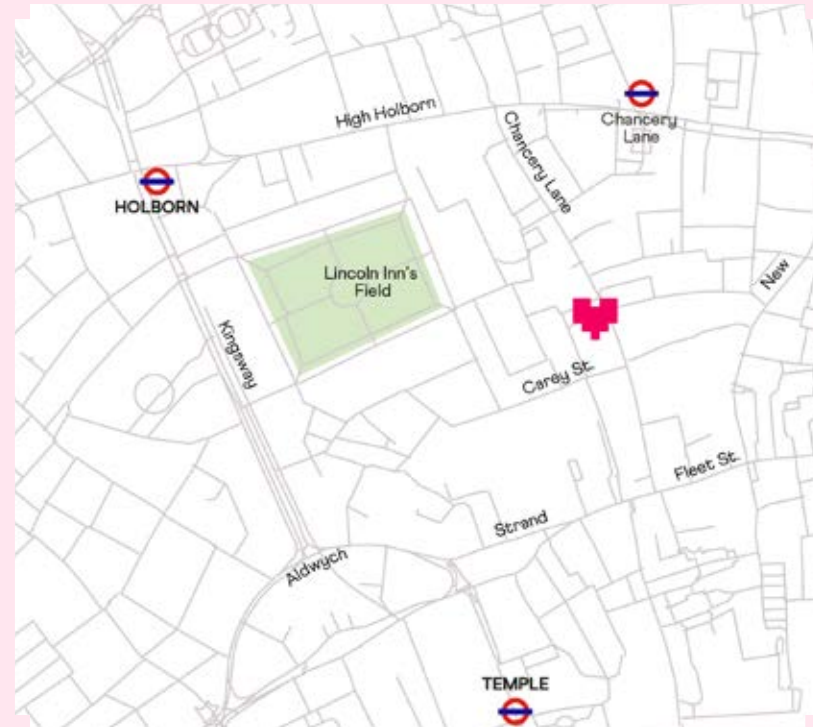 High Holborn
Chancery
Lane
Chancery Lane
HOLBORN
Lincoln Inn's
Field
New
Kingsway
Carey St.
Fleet St.
Strand
Aldwych
TEMPLE